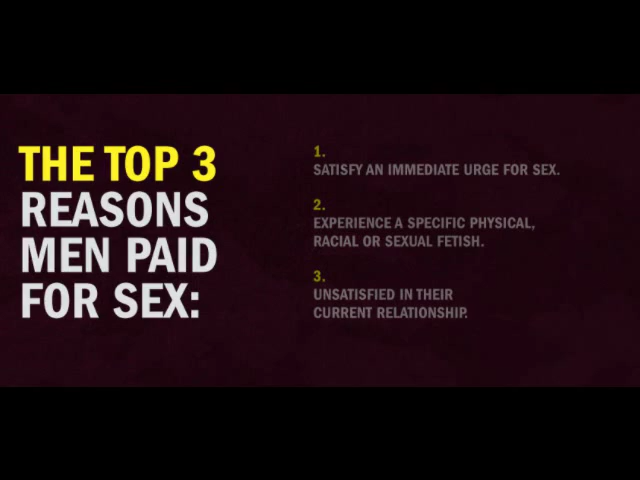 THE TOP 3
REASONS
MEN PAID
FOR SEX:
1.
SATISFY AN IMMEDIATE URGE FOR SEX.
2.
EXPERIENCE A SPECIFIC PHYSICAL,
RACIAL OR SEXUAL FETISH.
3.
UNSATISFIED IN THEIR
CURRENT RELATIONSHIP.